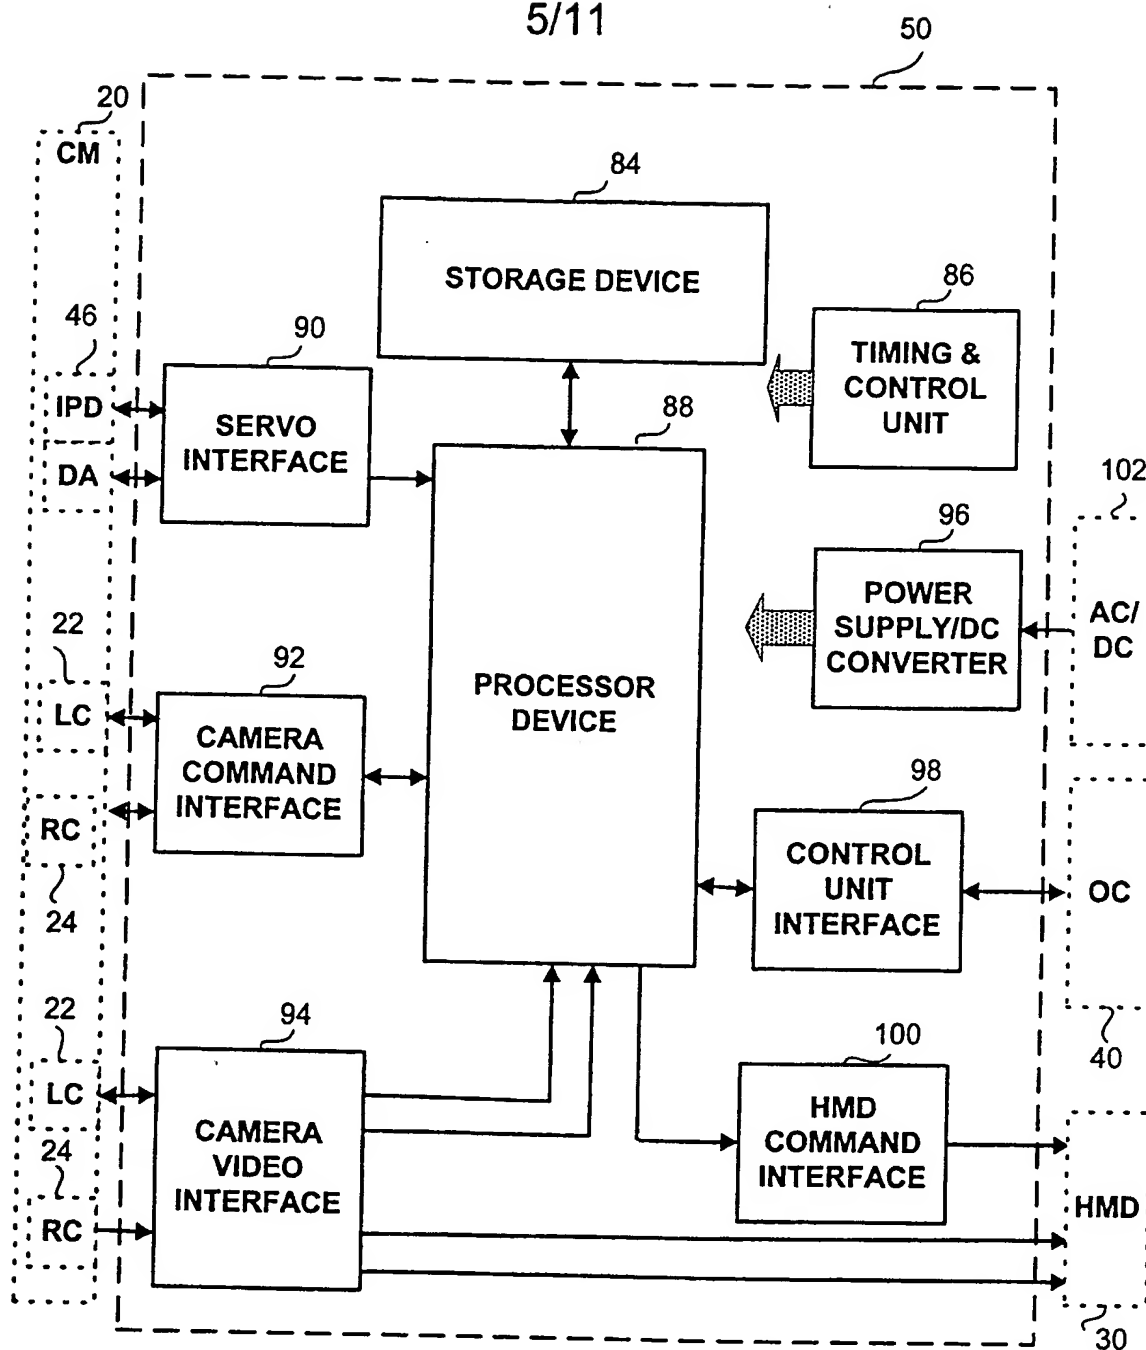 5/11
50
20
CM
84
STORAGE DEVICE
86
TIMING &
CONTROL
UNIT
46
IPD
DA
90
SERVO
INTERFACE
88
PROCESSOR
DEVICE
102
AC/
DC
96
POWER
SUPPLY/DC
CONVERTER
22
LC
RC
24
92
CAMERA
COMMAND
INTERFACE
98
CONTROL
UNIT
INTERFACE
OC
40
22
LC
24
RC
94
CAMERA
VIDEO
INTERFACE
100
HMD
COMMAND
INTERFACE
HMD
30